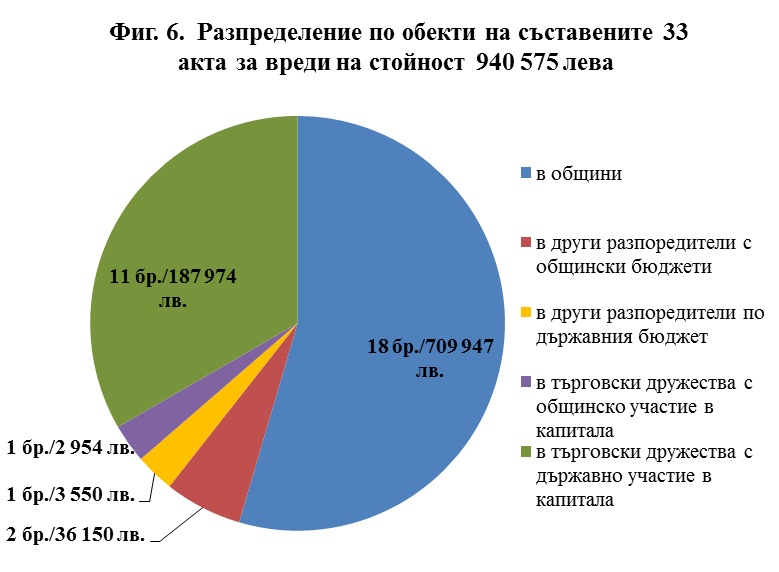 Фиг. 6. Разпределение по обекти на съставените 33
акта за вреди на стойност 940 575 лева
в общини
в други разпоредители с
общински бюджети
в други разпоредители по
държавния бюджет
в търговски дружества с
общинско участие в
капитала
в търговски дружества с
държавно участие в
капитала
11 бр./187 974
лв.
18 бр./709 947
лв.
1 бр./2 954 лв.
1 бр./3 550 лв.
2 бр./36 150 лв.